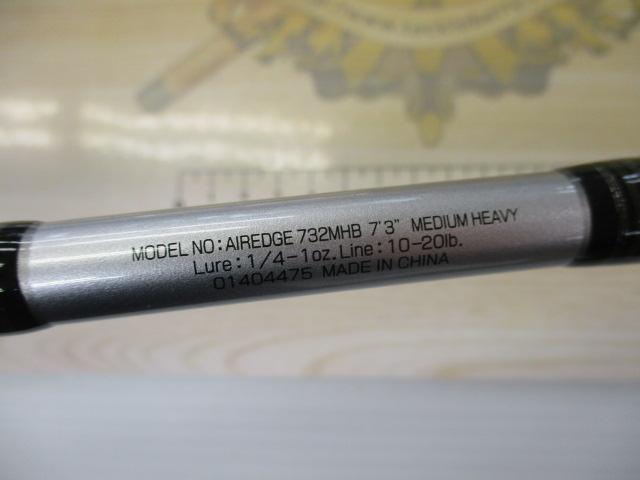 MODEL NO:AIREDGE 732MHB 7'3" MEDIUM HEAVY
Lure:1/4-1oz.Line:10-20lb.
01404475 MADE IN CHINA